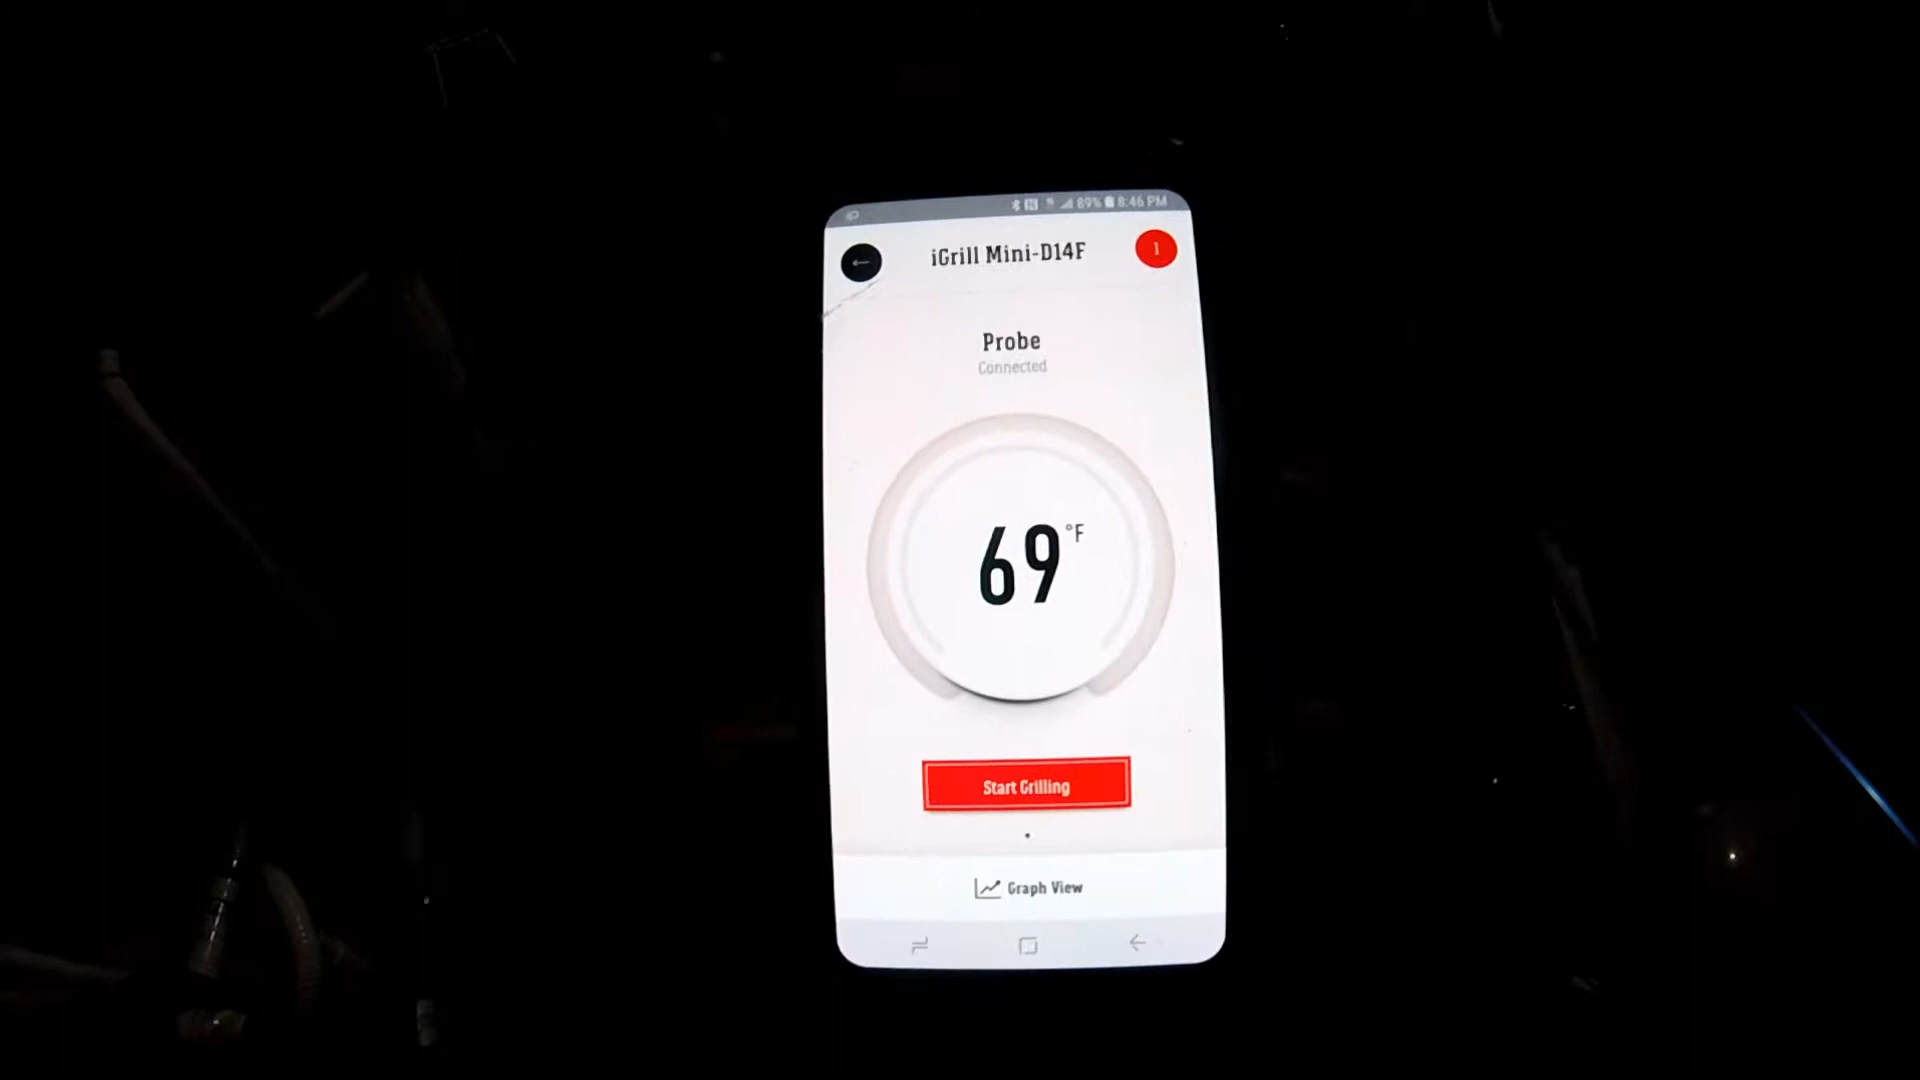 89% 8:46 PM
iGrill Mini-D14F
1
Probe
Connected
69 °F
Start Grilling
Graph View